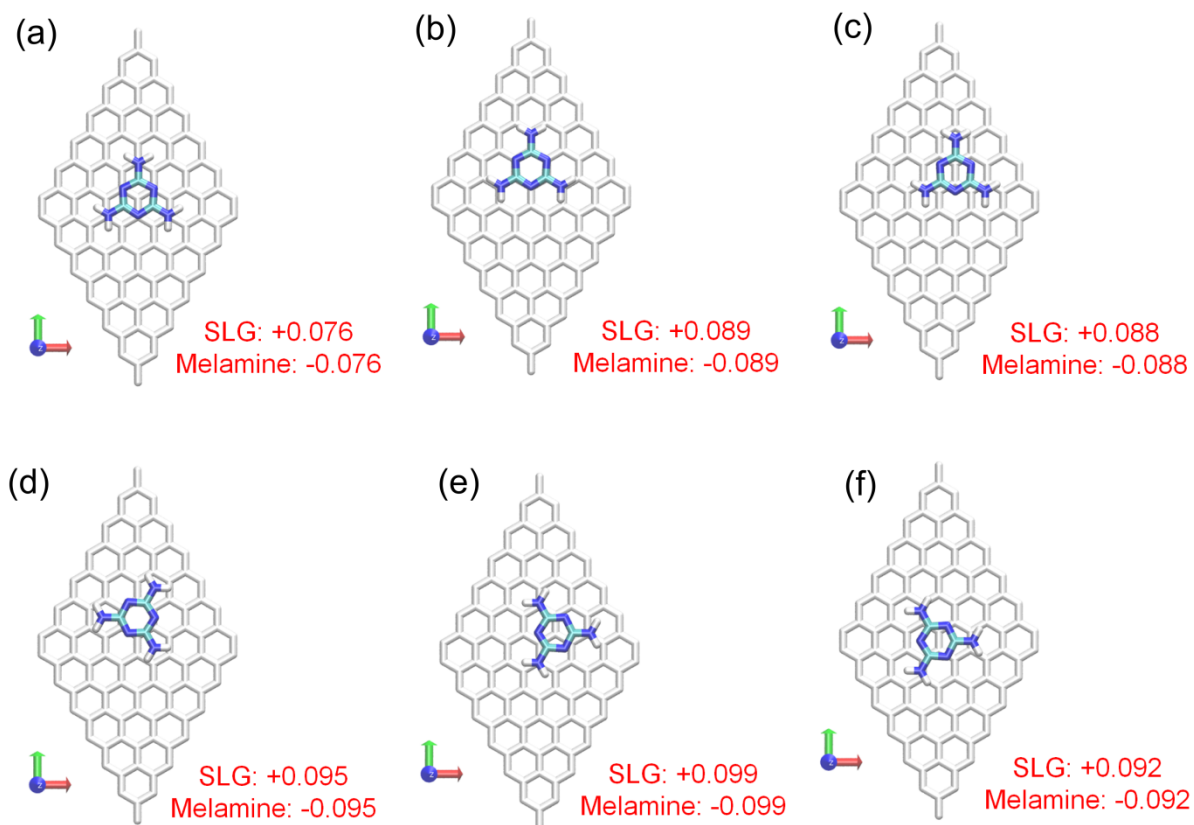 (a)
(b)
(c)
SLG: +0.076
Melamine: -0.076
SLG: +0.089
Melamine: -0.089
SLG: +0.088
Melamine: -0.088
(d)
(e)
(f)
SLG: +0.095
Melamine: -0.095
SLG: +0.099
Melamine: -0.099
SLG: +0.092
Melamine: -0.092